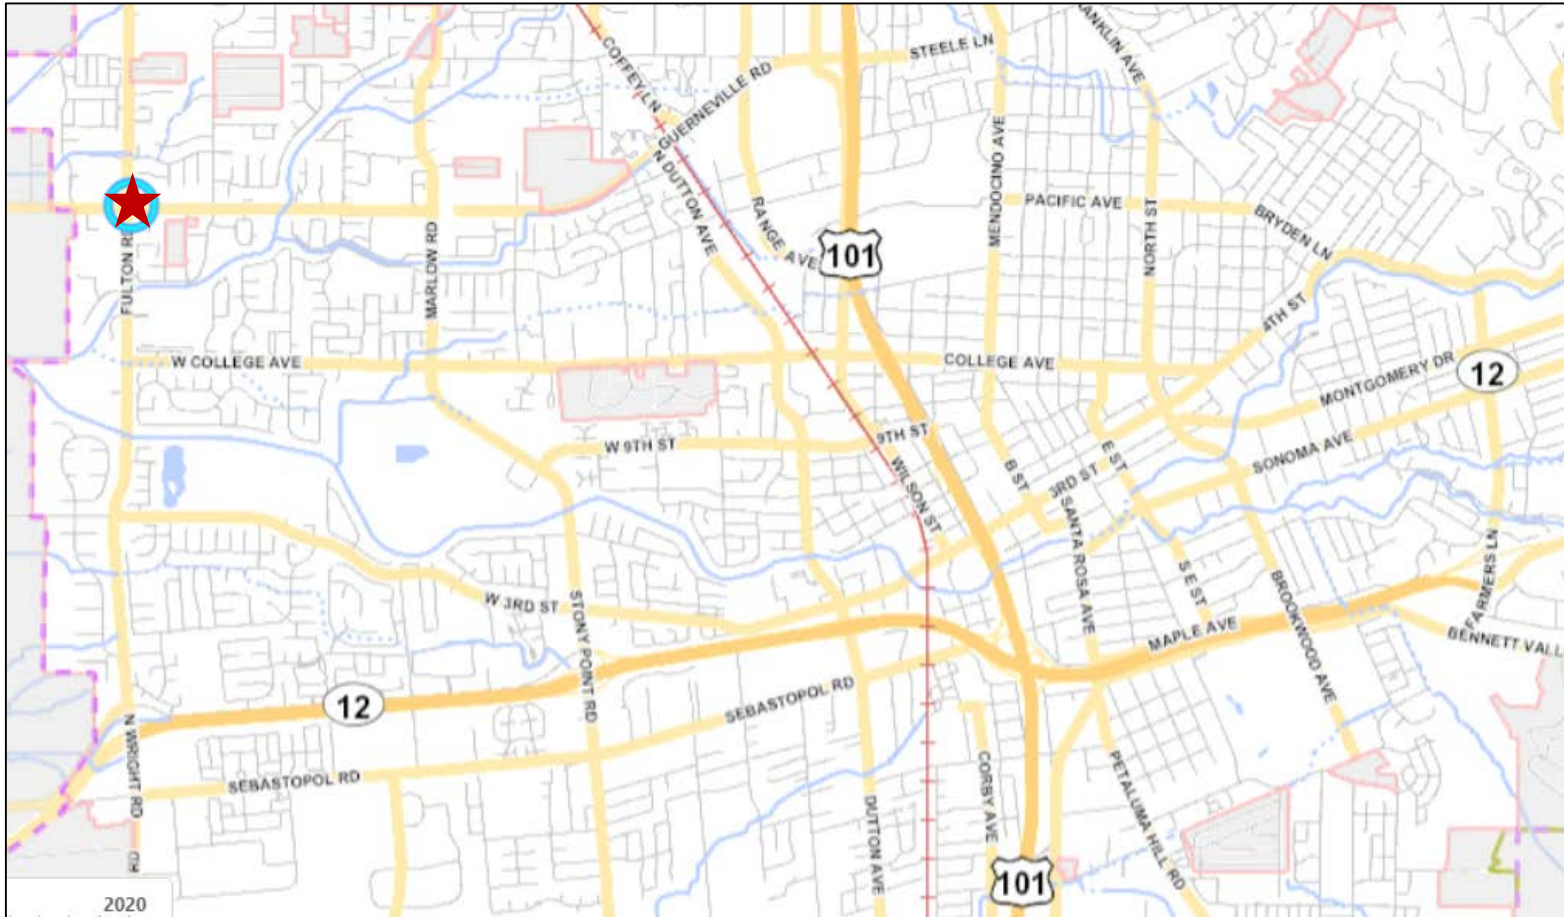 STEELE LN
ANKLIN AVE
COFFEY LN
GUERNEVILLE RD
N DUTTON AVE
MENDOCINO AVE
RANGE AVE
101
PACIFIC AVE
NORTH ST
BRYDEN LN
FULTON RD
MARLOW RD
4TH ST
W COLLEGE AVE
COLLEGE AVE
MONTGOMERY DR
12
W 9TH ST
9TH ST
WILSON ST
B ST
3RD ST
E ST
SONOMA AVE
SANTA ROSA AVE
S E ST
BROOKWOOD AVE
FARMERS LN
W 3RD ST
STONY POINT RD
MAPLE AVE
BENNETT VALL
12
SEBASTOPOL RD
N WRIGHT RD
SEBASTOPOL RD
CORBY AVE
PETALUMA HILL RD
DUTTON AVE
RD
101
2020